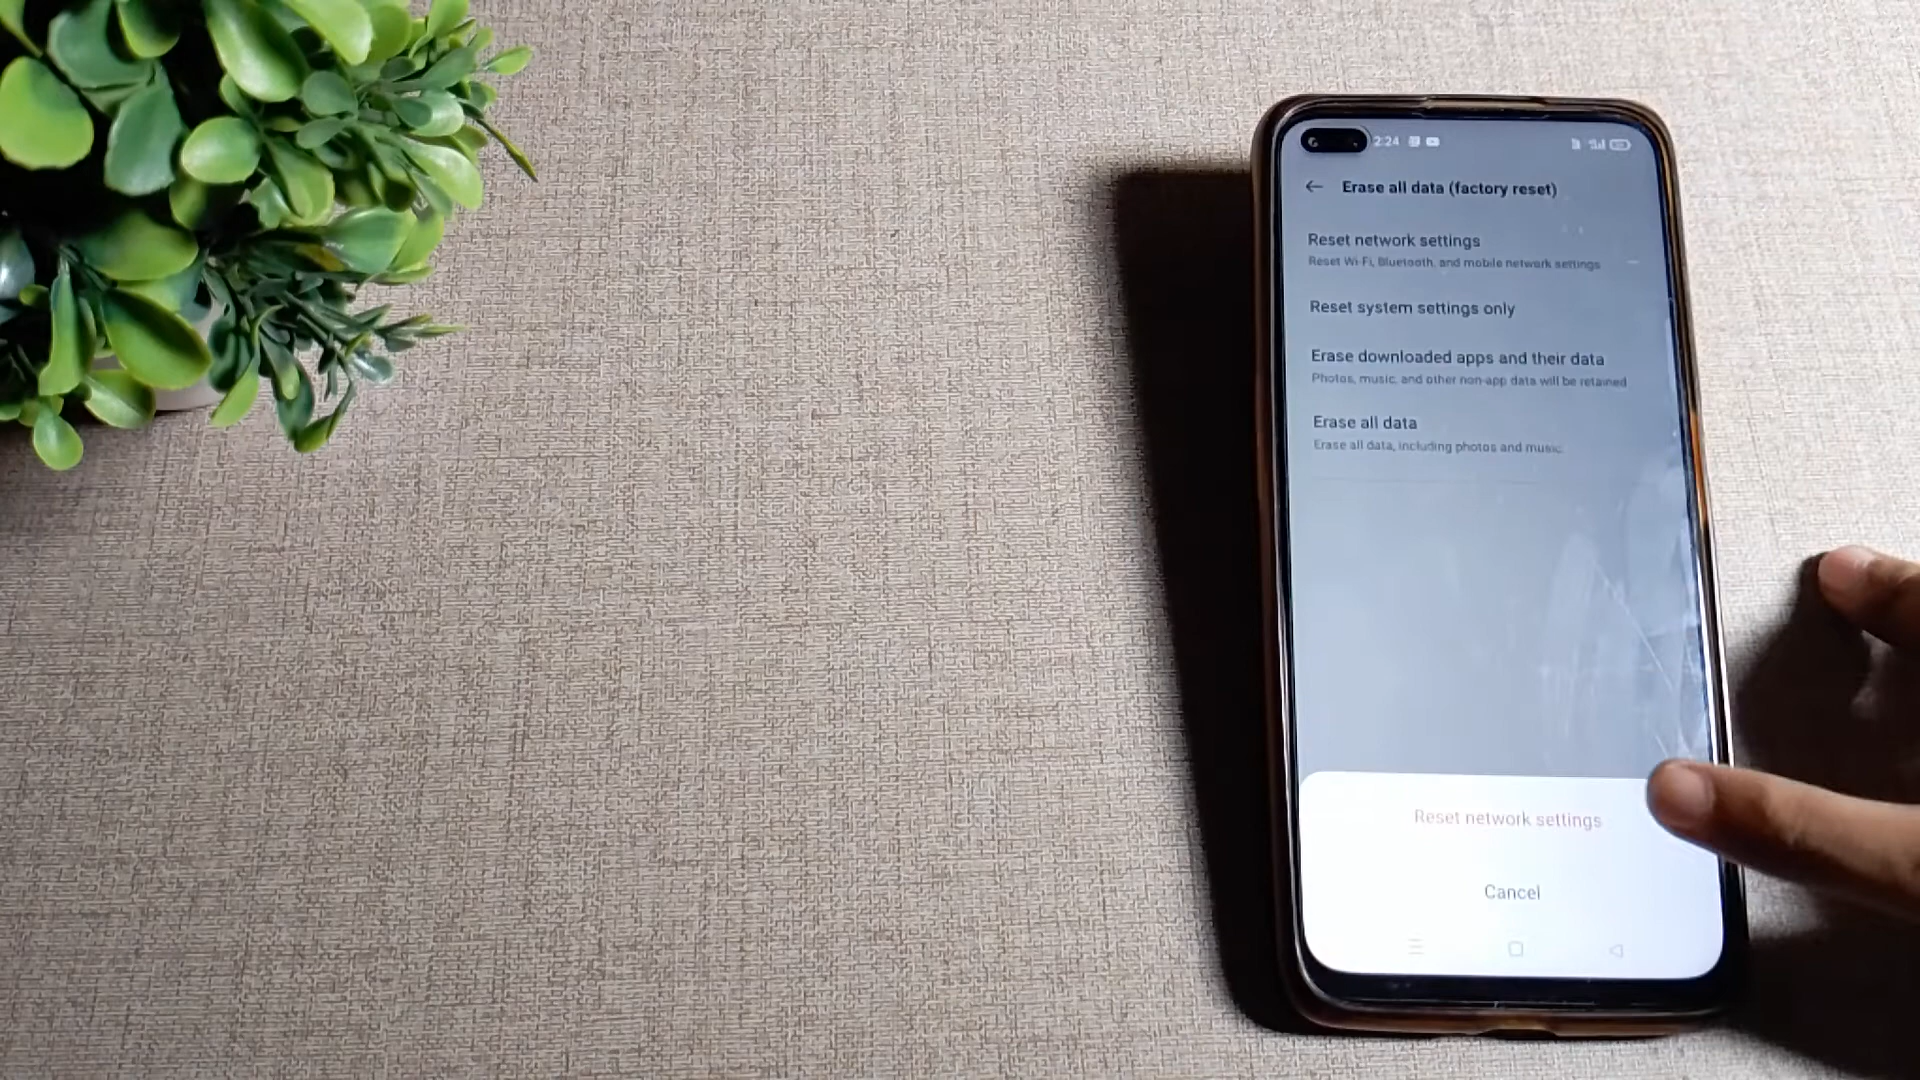 2:24
Erase all data (factory reset)
Reset network settings
Reset Wi-Fi, Bluetooth, and mobile network settings
Reset system settings only
Erase downloaded apps and their data
Photos, music, and other non-app data will be retained
Erase all data
Erase all data, including photos and music.
Reset network settings
Cancel